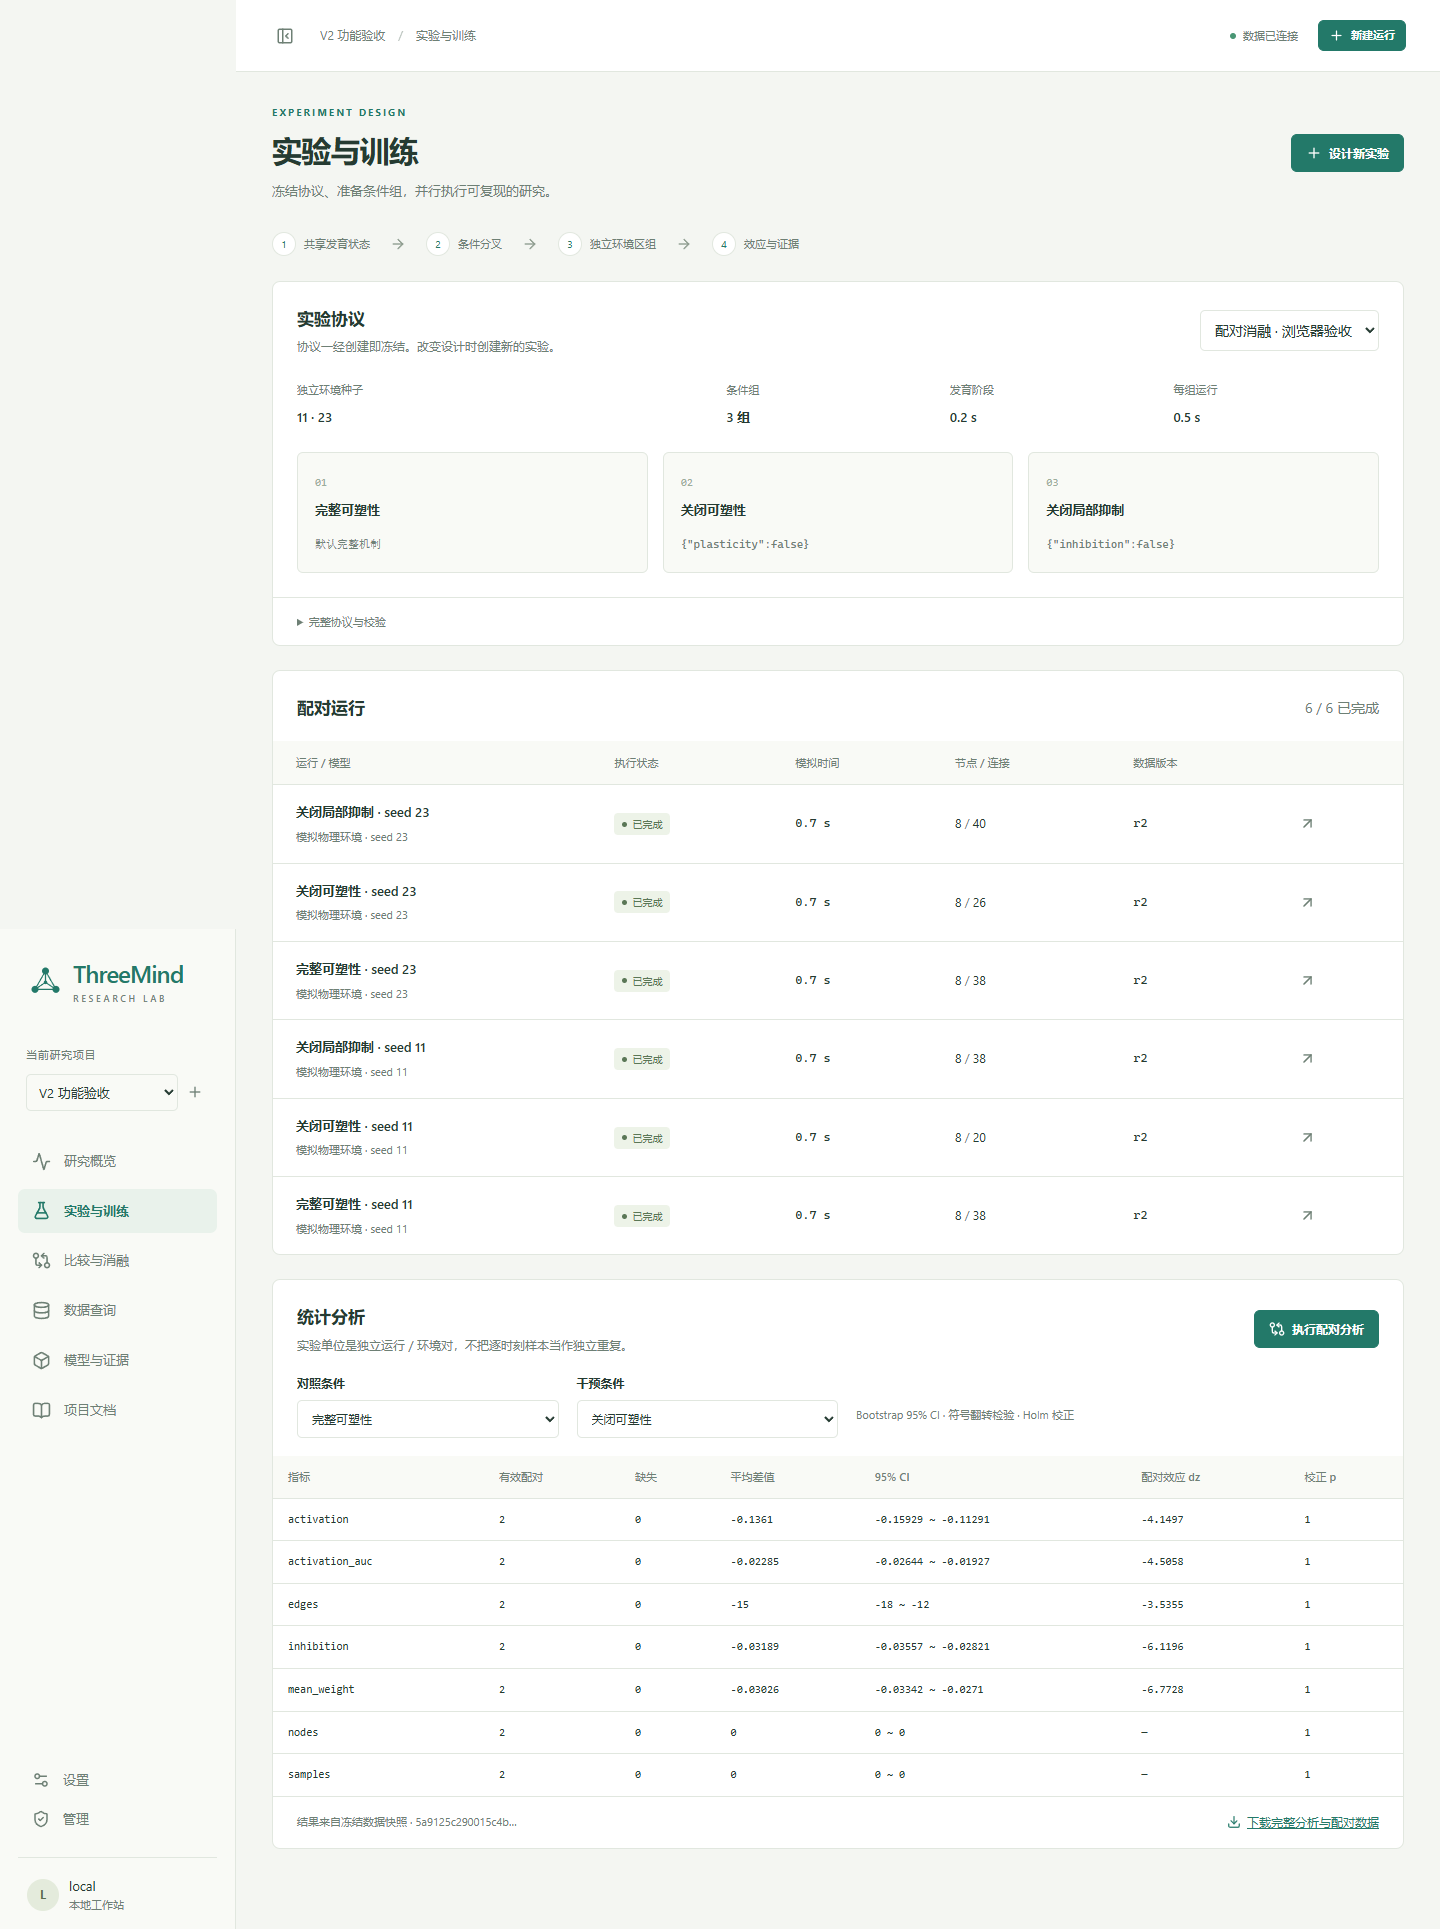 V2 功能验收 / 实验与训练
数据已连接
新建运行
EXPERIMENT DESIGN
实验与训练
冻结协议、准备条件组，并行执行可复现的研究。
设计新实验
1 共享发育状态 → 2 条件分叉 → 3 独立环境区组 → 4 效应与证据
实验协议
协议一经创建即冻结。改变设计时创建新的实验。
配对消融 · 浏览器验收
独立环境种子 条件组 发育阶段 每组运行
11 · 23 3 组 0.2 s 0.5 s
01
完整可塑性
默认完整机制
02
关闭可塑性
{"plasticity":false}
03
关闭局部抑制
{"inhibition":false}
完整协议与校验
配对运行
6 / 6 已完成
运行 / 模型 执行状态 模拟时间 节点 / 连接 数据版本
关闭局部抑制 · seed 23
模拟物理环境 · seed 23
已完成 0.7 s 8 / 40 r2
关闭可塑性 · seed 23
模拟物理环境 · seed 23
已完成 0.7 s 8 / 26 r2
完整可塑性 · seed 23
模拟物理环境 · seed 23
已完成 0.7 s 8 / 38 r2
关闭局部抑制 · seed 11
模拟物理环境 · seed 11
已完成 0.7 s 8 / 38 r2
关闭可塑性 · seed 11
模拟物理环境 · seed 11
已完成 0.7 s 8 / 20 r2
完整可塑性 · seed 11
模拟物理环境 · seed 11
已完成 0.7 s 8 / 38 r2
统计分析
实验单位是独立运行 / 环境对，不把逐时刻样本当作独立重复。
执行配对分析
对照条件 干预条件
完整可塑性 关闭可塑性 Bootstrap 95% CI · 符号翻转检验 · Holm 校正
指标 有效配对 缺失 平均差值 95% CI 配对效应 dz 校正 p
activation 2 0 -0.1361 -0.15929 ~ -0.11291 -4.1497 1
activation_auc 2 0 -0.02285 -0.02644 ~ -0.01927 -4.5058 1
edges 2 0 -15 -18 ~ -12 -3.5355 1
inhibition 2 0 -0.03189 -0.03557 ~ -0.02821 -6.1196 1
mean_weight 2 0 -0.03026 -0.03342 ~ -0.0271 -6.7728 1
nodes 2 0 0 0 ~ 0 — 1
samples 2 0 0 0 ~ 0 — 1
结果来自冻结数据快照 · 5a9125c290015c4b...
下载完整分析与配对数据
ThreeMind
RESEARCH LAB
当前研究项目
V2 功能验收
研究概览
实验与训练
比较与消融
数据查询
模型与证据
项目文档
设置
管理
L
local
本地工作站